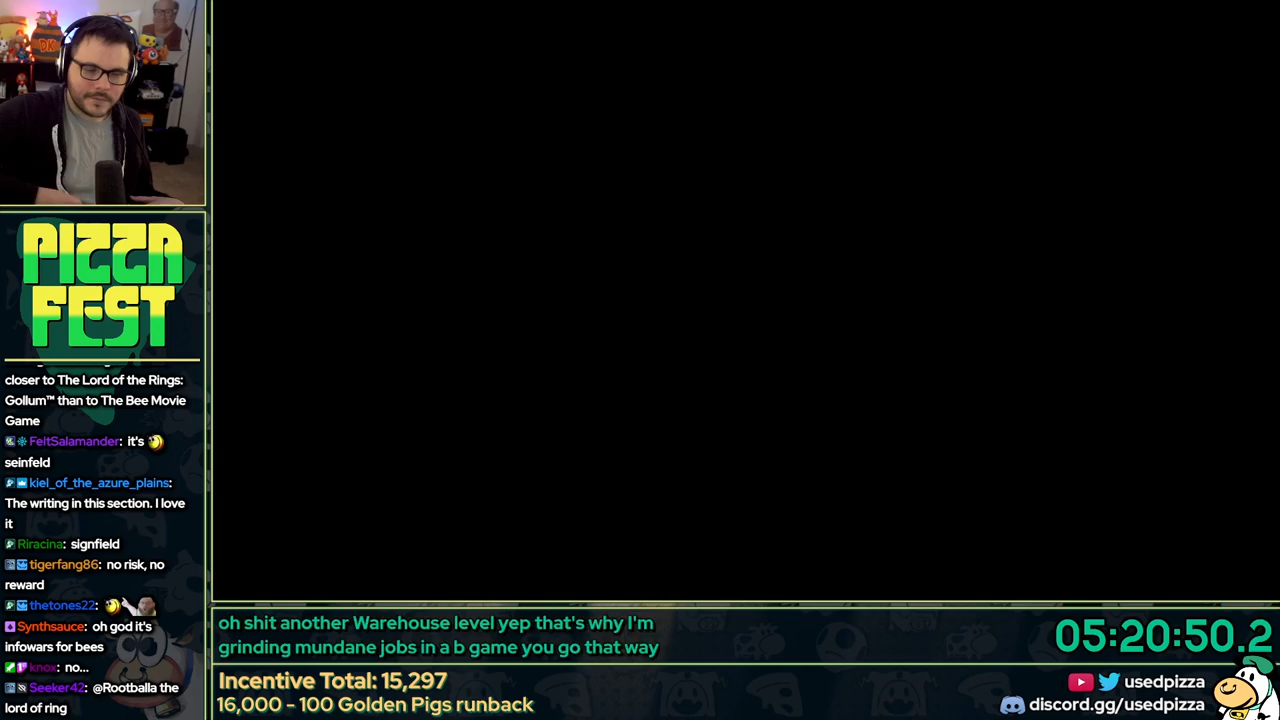 DK
PIZZA
FEST
closer to The Lord of the Rings:
Gollum™ than to The Bee Movie
Game
FeltSalamander: it's
seinfeld
kiel_of_the_azure_plains:
The writing in this section. I love
it
Riracina: signfield
tigerfang86: no risk, no
reward
thetones22:
Synthsauce: oh god it's
infowars for bees
knox: no...
Seeker42: @Rootballa the
lord of ring
oh shit another Warehouse level yep that's why I'm
grinding mundane jobs in a b game you go that way
05:20:50.2
Incentive Total: 15,297
16,000 - 100 Golden Pigs runback
usedpizza
discord.gg/usedpizza